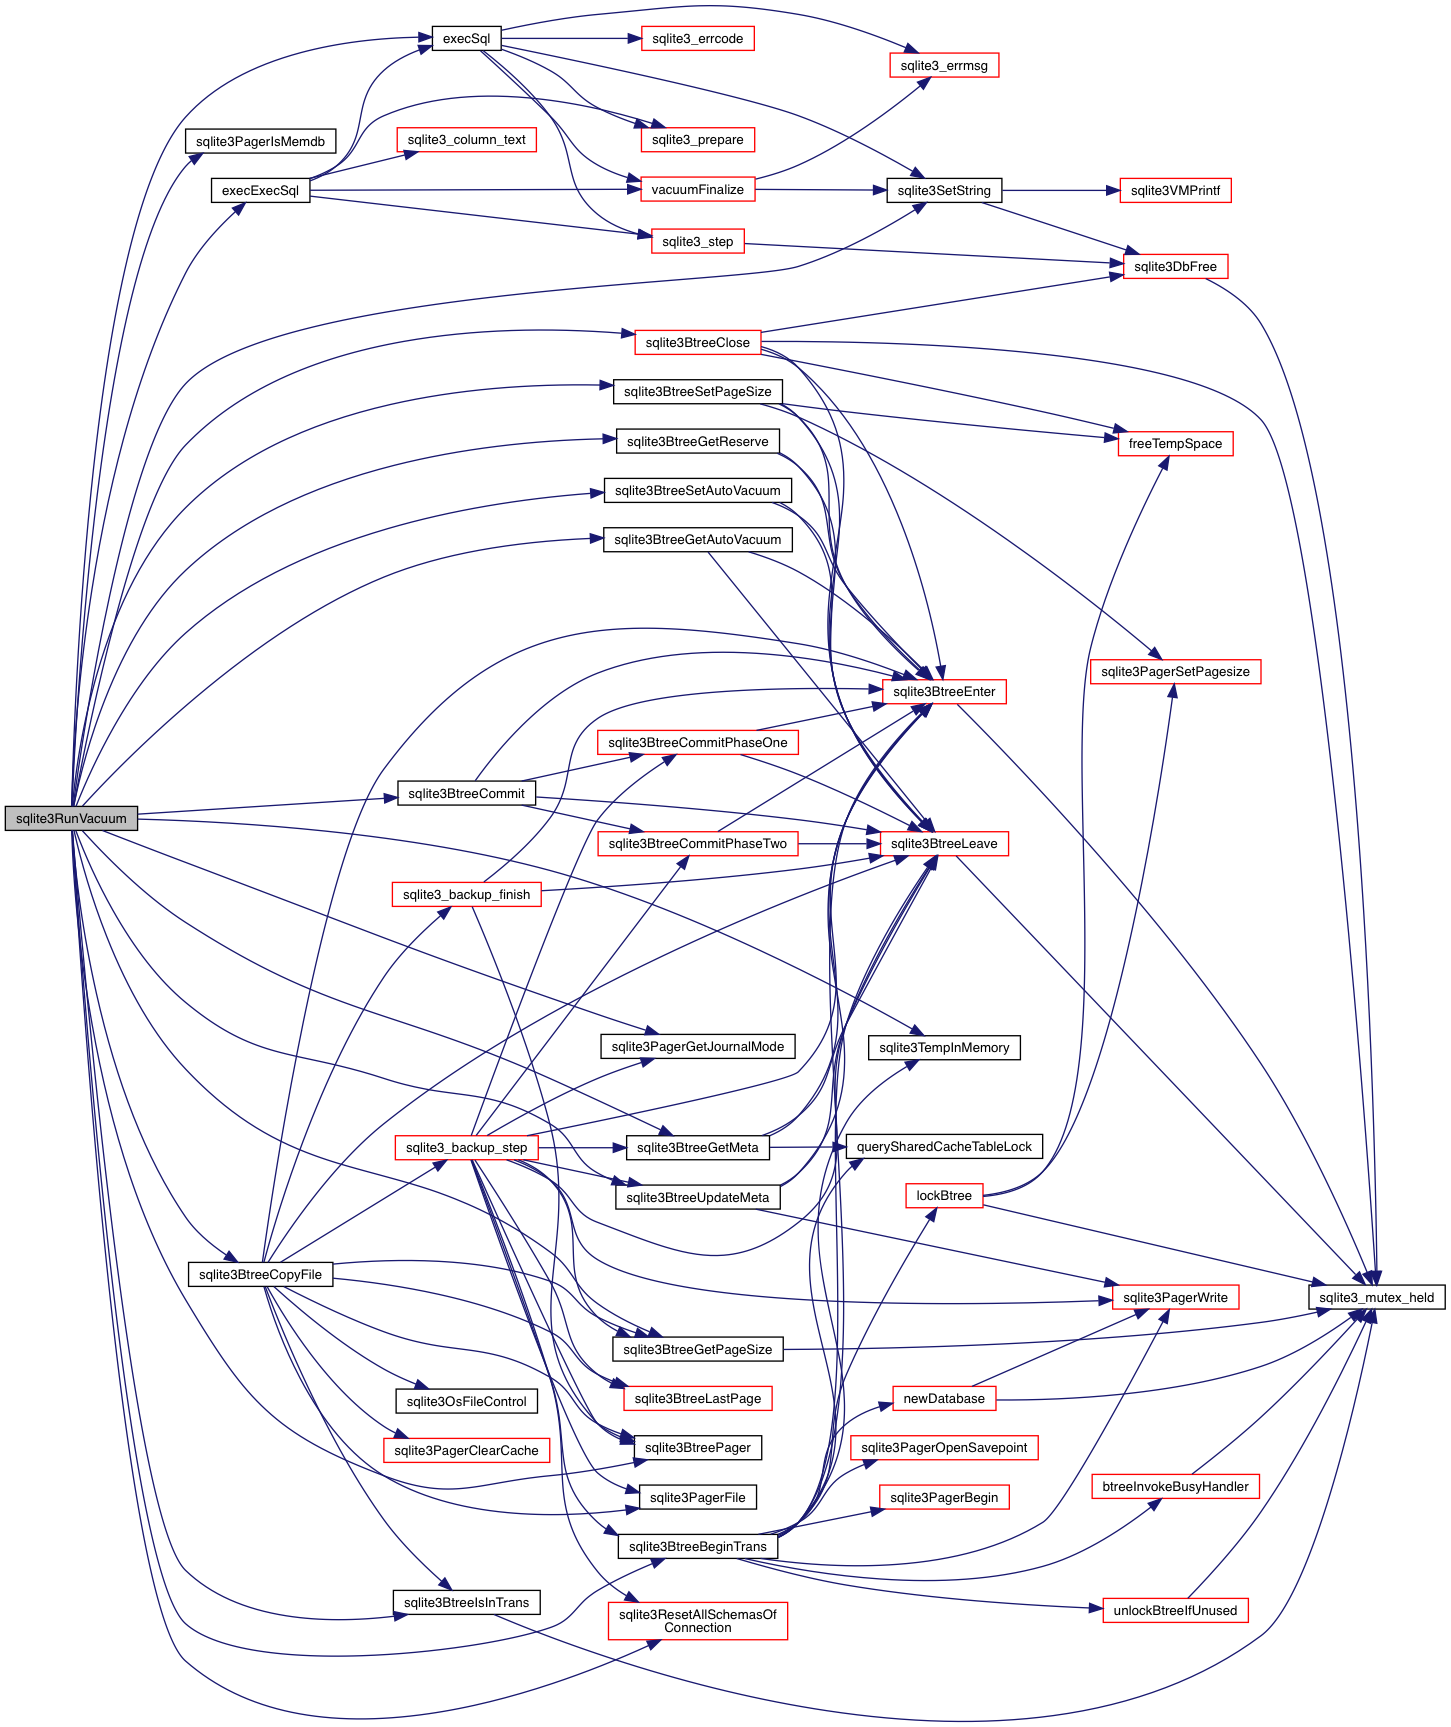 execSql
sqlite3_errcode
sqlite3_errmsg
sqlite3PagerIsMemdb
sqlite3_column_text
sqlite3_prepare
execExecSql
vacuumFinalize
sqlite3SetString
sqlite3VMPrintf
sqlite3_step
sqlite3DbFree
sqlite3BtreeClose
sqlite3BtreeSetPageSize
sqlite3BtreeGetReserve
freeTempSpace
sqlite3BtreeSetAutoVacuum
sqlite3BtreeGetAutoVacuum
sqlite3PagerSetPagesize
sqlite3BtreeEnter
sqlite3BtreeCommitPhaseOne
sqlite3BtreeCommit
sqlite3RunVacuum
sqlite3BtreeCommitPhaseTwo
sqlite3BtreeLeave
sqlite3_backup_finish
sqlite3PagerGetJournalMode
sqlite3TempInMemory
sqlite3_backup_step
sqlite3BtreeGetMeta
querySharedCacheTableLock
sqlite3BtreeUpdateMeta
lockBtree
sqlite3BtreeCopyFile
sqlite3PagerWrite
sqlite3_mutex_held
sqlite3BtreeGetPageSize
sqlite3OsFileControl
sqlite3BtreeLastPage
newDatabase
sqlite3PagerClearCache
sqlite3BtreePager
sqlite3PagerOpenSavepoint
sqlite3PagerFile
sqlite3PagerBegin
btreeInvokeBusyHandler
sqlite3BtreeBeginTrans
sqlite3BtreeIsInTrans
sqlite3ResetAllSchemasOf
Connection
unlockBtreeIfUnused